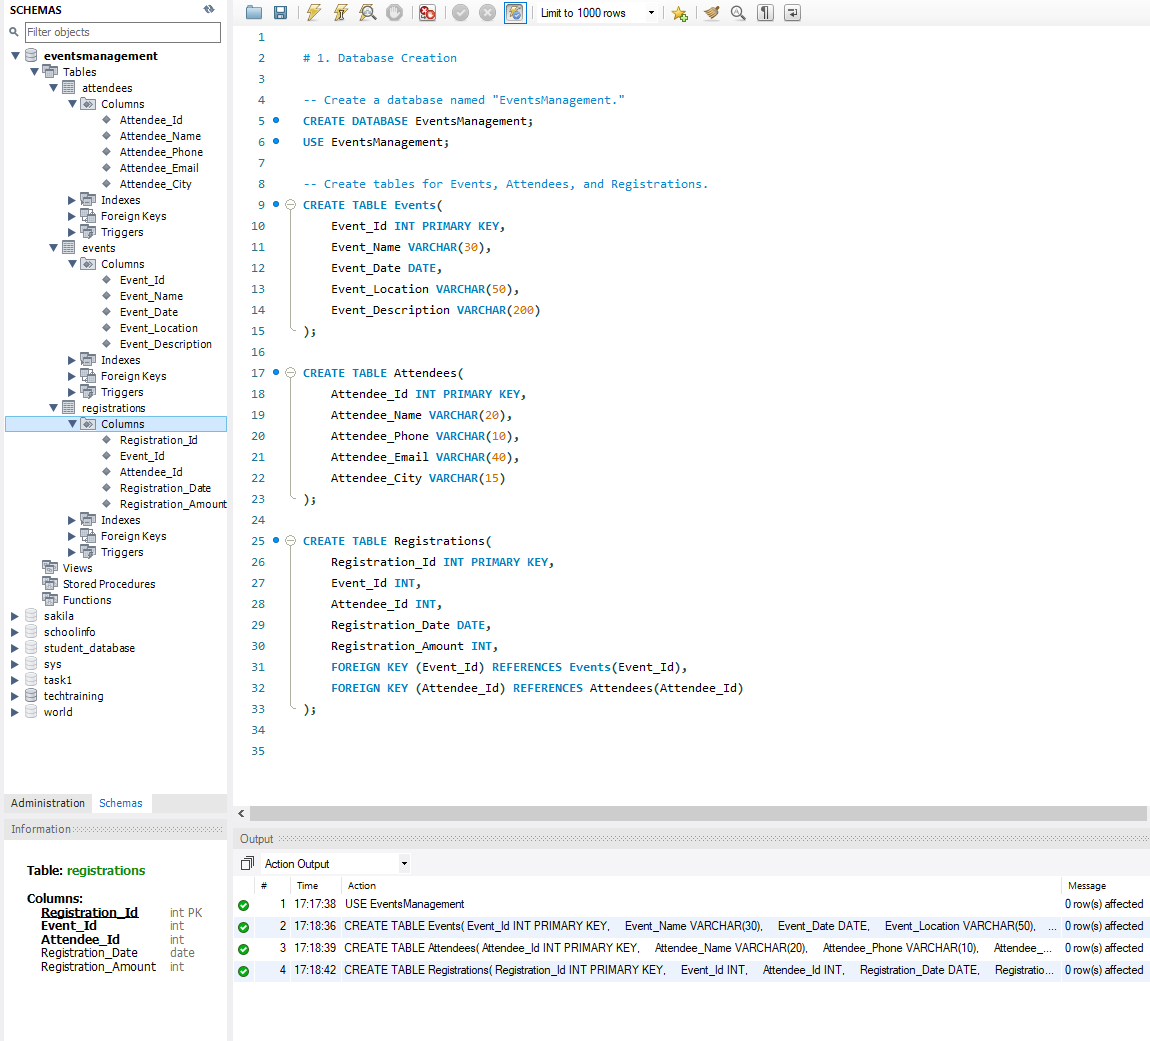 SCHEMAS
Filter objects
eventsmanagement
Tables
attendees
Columns
Attendee_Id
Attendee_Name
Attendee_Phone
Attendee_Email
Attendee_City
Indexes
Foreign Keys
Triggers
events
Columns
Event_Id
Event_Name
Event_Date
Event_Location
Event_Description
Indexes
Foreign Keys
Triggers
registrations
Columns
Registration_Id
Event_Id
Attendee_Id
Registration_Date
Registration_Amount
Indexes
Foreign Keys
Triggers
Views
Stored Procedures
Functions
sakila
schoolinfo
student_database
sys
task1
techtraining
world
Administration Schemas
Information
Table: registrations
Columns:
Registration_Id int PK
Event_Id int
Attendee_Id int
Registration_Date date
Registration_Amount int
Limit to 1000 rows
1
2 # 1. Database Creation
3
4 -- Create a database named "EventsManagement."
5 CREATE DATABASE EventsManagement;
6 USE EventsManagement;
7
8 -- Create tables for Events, Attendees, and Registrations.
9 CREATE TABLE Events(
10 Event_Id INT PRIMARY KEY,
11 Event_Name VARCHAR(30),
12 Event_Date DATE,
13 Event_Location VARCHAR(50),
14 Event_Description VARCHAR(200)
15 );
16
17 CREATE TABLE Attendees(
18 Attendee_Id INT PRIMARY KEY,
19 Attendee_Name VARCHAR(20),
20 Attendee_Phone VARCHAR(10),
21 Attendee_Email VARCHAR(40),
22 Attendee_City VARCHAR(15)
23 );
24
25 CREATE TABLE Registrations(
26 Registration_Id INT PRIMARY KEY,
27 Event_Id INT,
28 Attendee_Id INT,
29 Registration_Date DATE,
30 Registration_Amount INT,
31 FOREIGN KEY (Event_Id) REFERENCES Events(Event_Id),
32 FOREIGN KEY (Attendee_Id) REFERENCES Attendees(Attendee_Id)
33 );
34
35
Output
Action Output
# Time Action Message
1 17:17:38 USE EventsManagement 0 row(s) affected
2 17:18:36 CREATE TABLE Events( Event_Id INT PRIMARY KEY, Event_Name VARCHAR(30), Event_Date DATE, Event_Location VARCHAR(50), ... 0 row(s) affected
3 17:18:39 CREATE TABLE Attendees( Attendee_Id INT PRIMARY KEY, Attendee_Name VARCHAR(20), Attendee_Phone VARCHAR(10), Attendee_... 0 row(s) affected
4 17:18:42 CREATE TABLE Registrations( Registration_Id INT PRIMARY KEY, Event_Id INT, Attendee_Id INT, Registration_Date DATE, Registratio... 0 row(s) affected